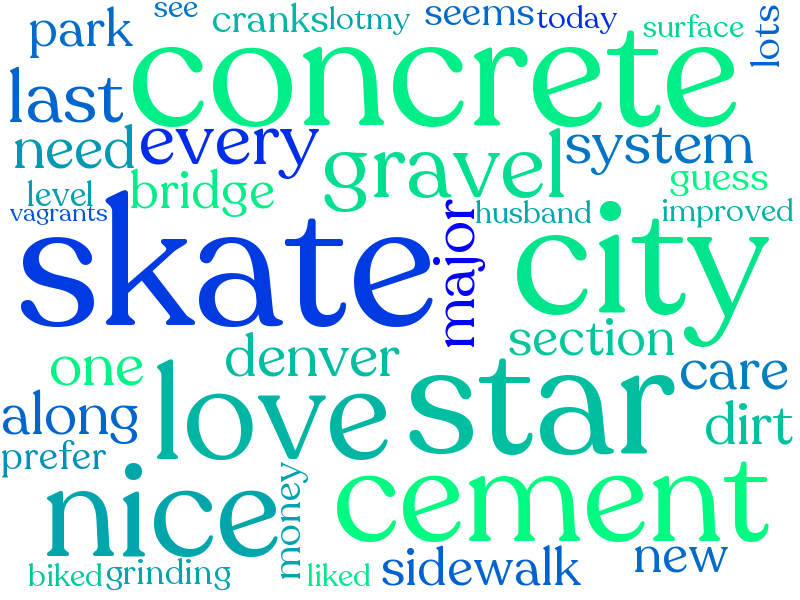 see
park
cranks
lotmy
seems
today
surface
lots
last
concrete
need
every
gravel
system
level
bridge
guess
vagrants
husband
improved
skate
major
city
section
denver
one
love
star
care
along
dirt
prefer
nice
money
cement
biked
grinding
liked
sidewalk
new